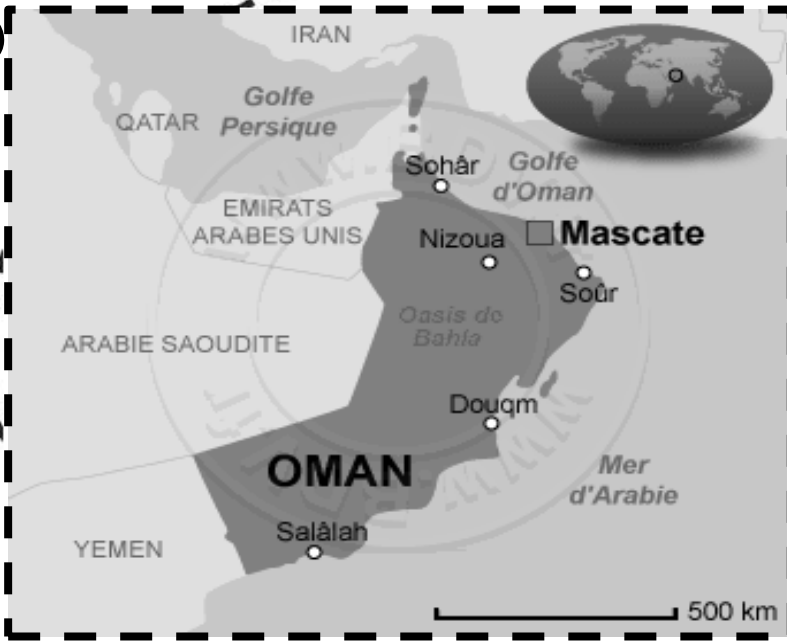 IRAN
Golfe
Persique
QATAR
Sohâr
Golfe
d'Oman
EMIRATS
ARABES UNIS
Nizoua
Mascate
Soûr
Oasis de
Bahla
ARABIE SAOUDITE
Douqm
OMAN
Mer
d'Arabie
Salâlah
YEMEN
500 km